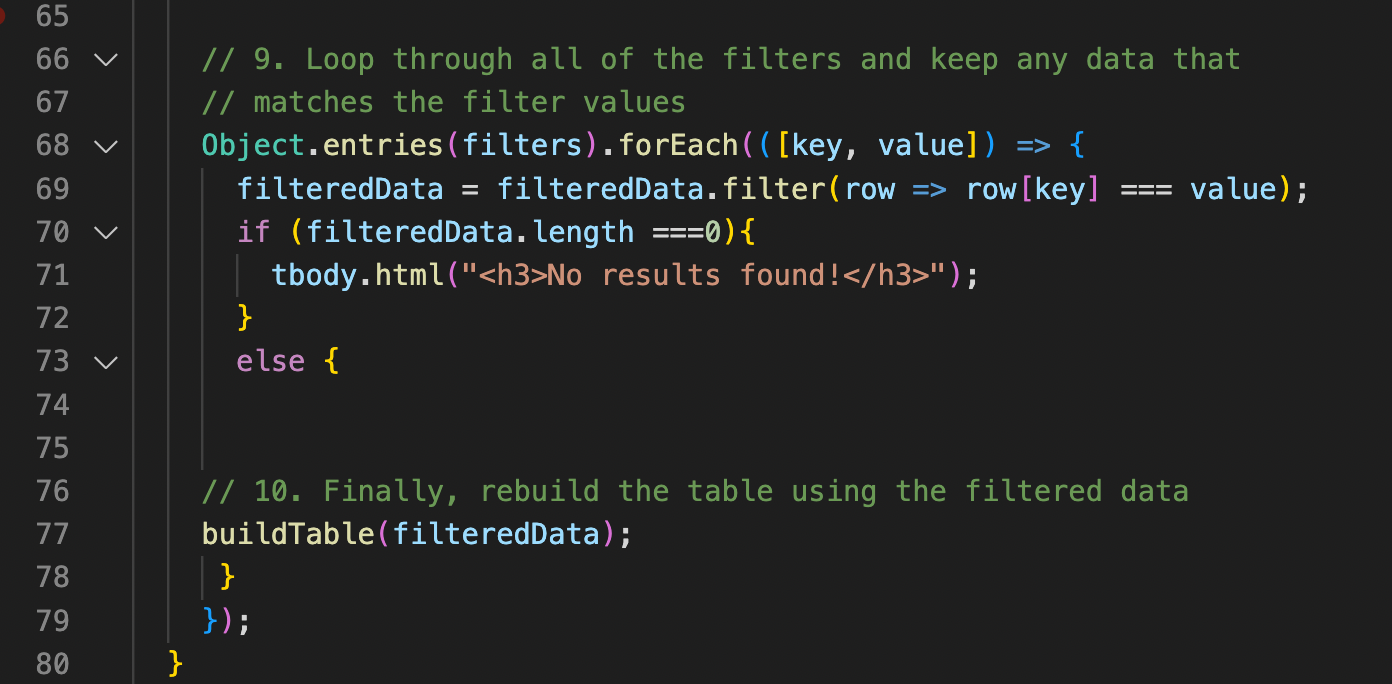 65
66 // 9. Loop through all of the filters and keep any data that
67 // matches the filter values
68 Object.entries(filters).forEach(([key, value]) => {
69 filteredData = filteredData.filter(row => row[key] === value);
70 if (filteredData.length ===0){
71 tbody.html("<h3>No results found!</h3>");
72 }
73 else {
74
75
76 // 10. Finally, rebuild the table using the filtered data
77 buildTable(filteredData);
78 }
79 });
80 }